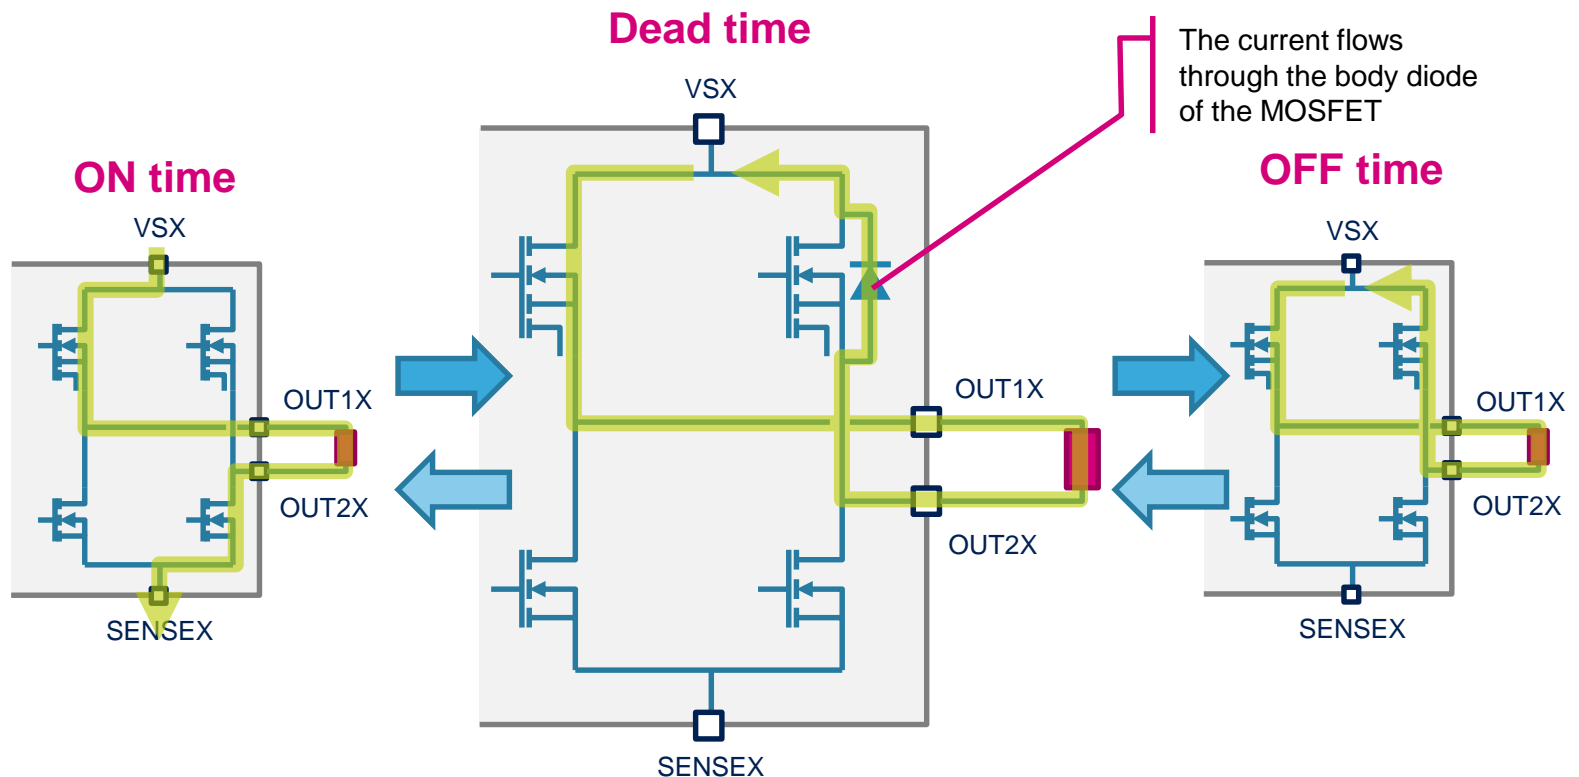 Dead time
The current flows
through the body diode
of the MOSFET
VSX
ON time
OFF time
VSX
VSX
OUT1X
OUT2X
SENSEX
OUT1X
OUT2X
SENSEX
OUT1X
OUT2X
SENSEX